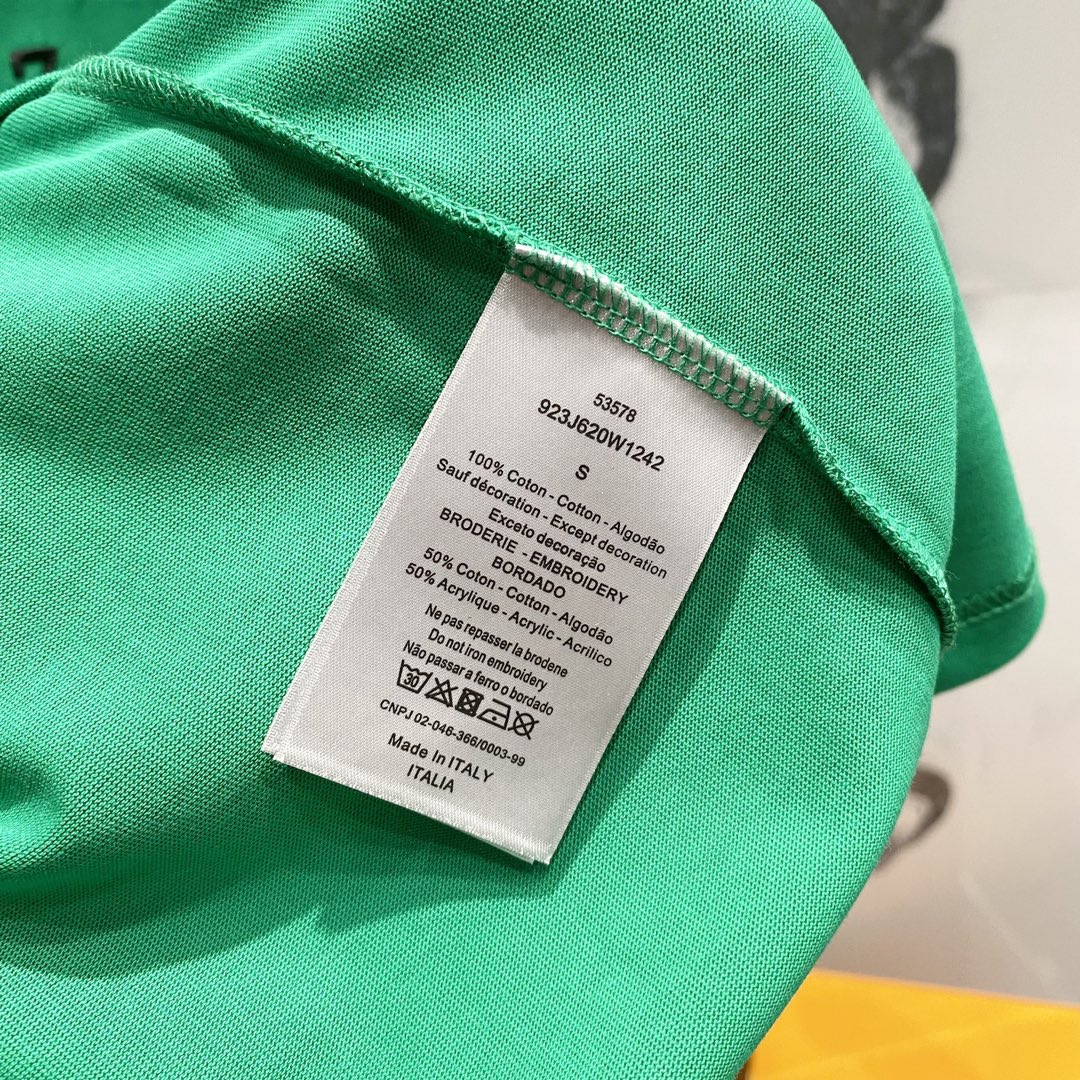 53578
923J620W1242
S
100% Coton - Cotton - Algodão
Sauf décoration - Except decoration
Exceto decoração
BRODERIE - EMBROIDERY
BORDADO
50% Coton - Cotton - Algodão
50% Acrylique - Acrylic - Acrilico
Ne pas repasser la brodene
Do not iron embroidery
Não passar a ferro o bordado
30
CNPJ 02-046-366/0003-99
Made In ITALY
ITALIA